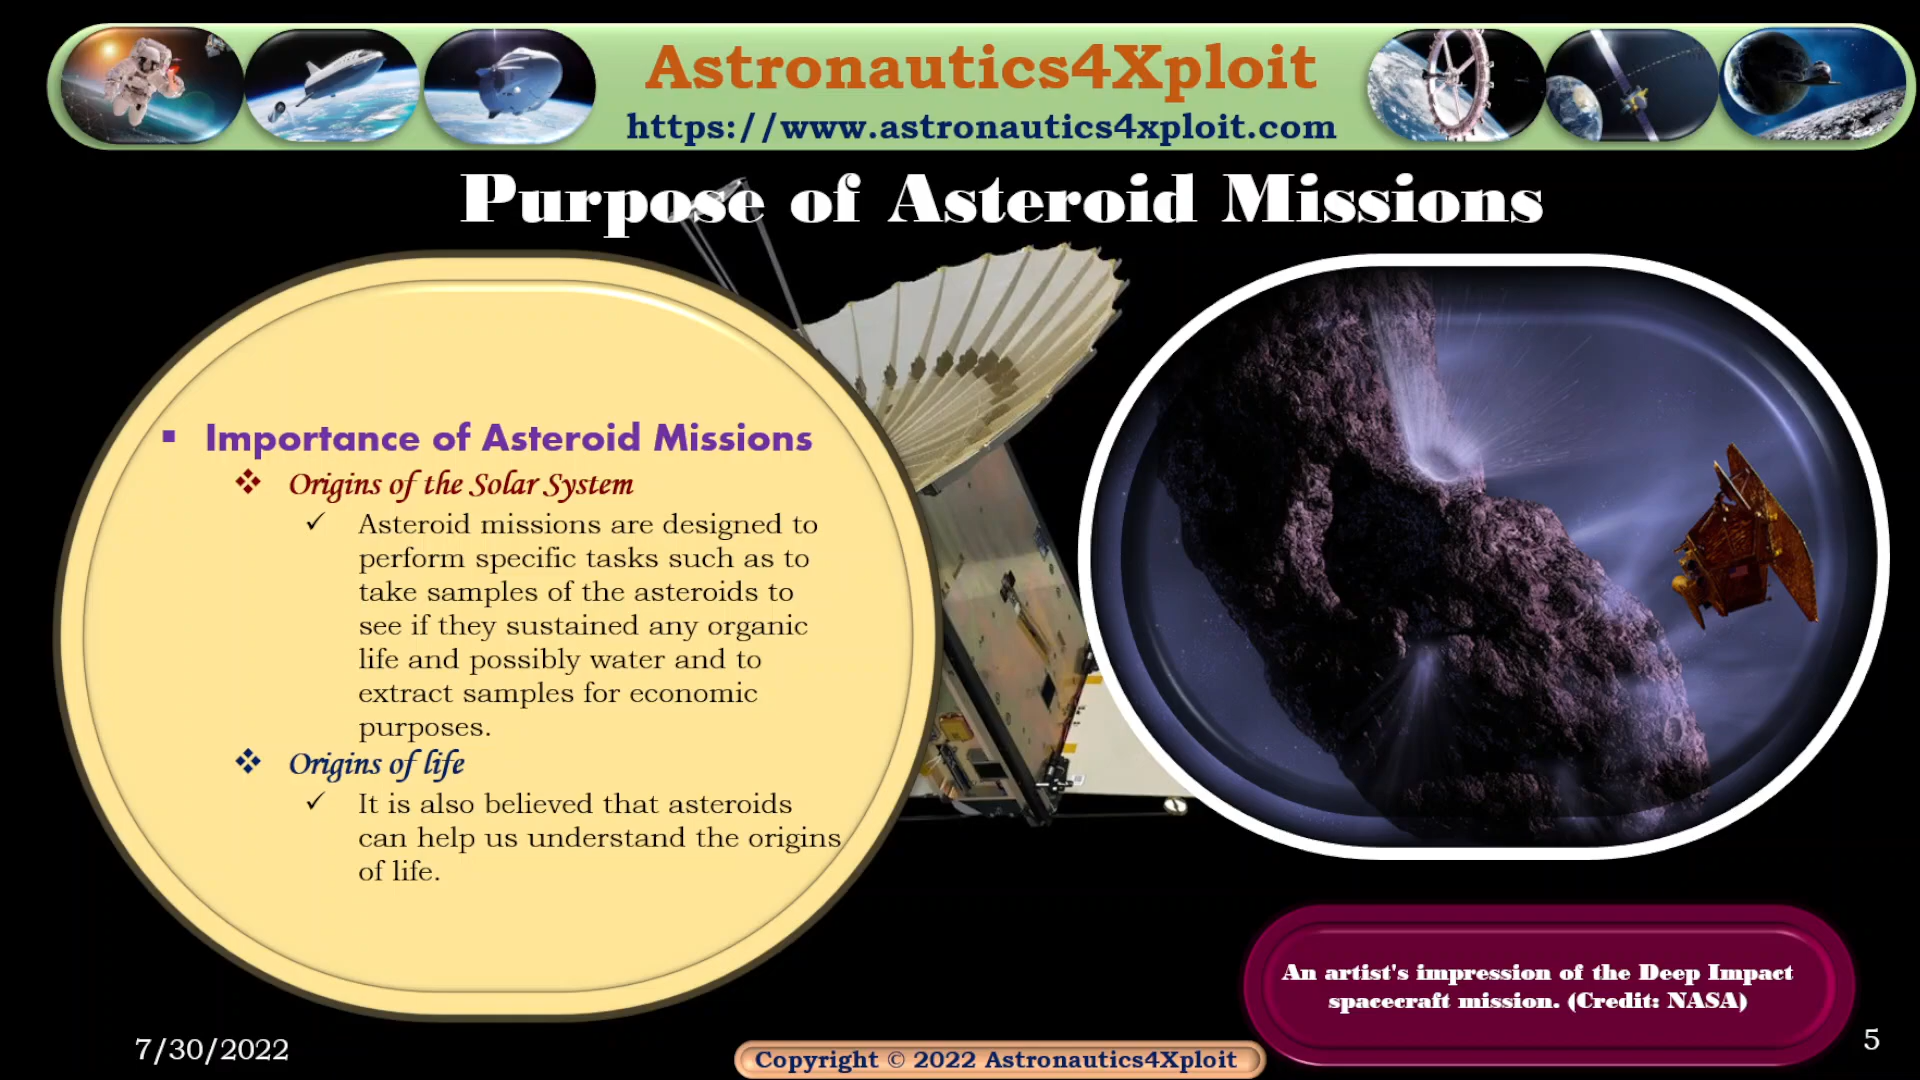 Astronautics4Xploit
https://www.astronautics4xploit.com
Purpose of Asteroid Missions
▪ Importance of Asteroid Missions
❖ Origins of the Solar System
✓ Asteroid missions are designed to
perform specific tasks such as to
take samples of the asteroids to
see if they sustained any organic
life and possibly water and to
extract samples for economic
purposes.
❖ Origins of life
✓ It is also believed that asteroids
can help us understand the origins
of life.
An artist's impression of the Deep Impact
spacecraft mission. (Credit: NASA)
7/30/2022
Copyright © 2022 Astronautics4Xploit
5